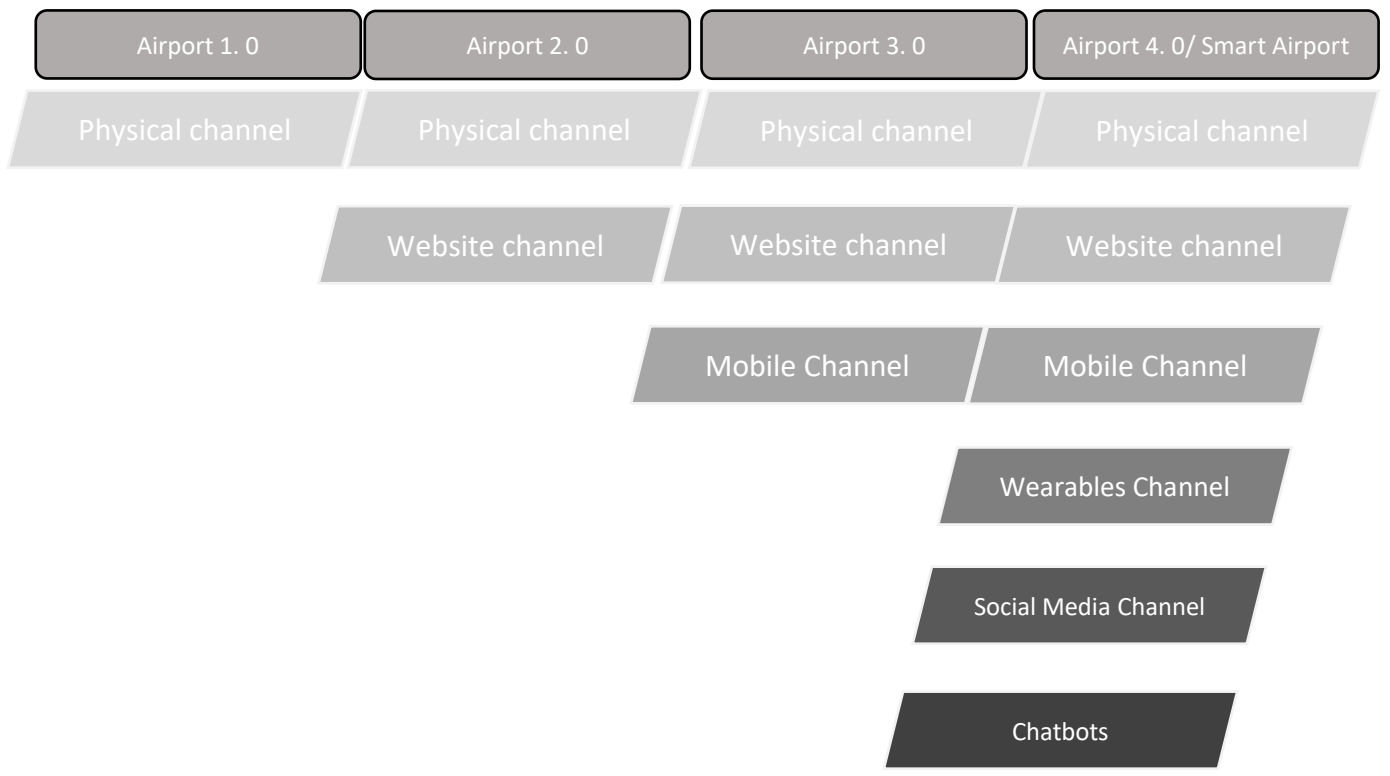 Airport 1. 0
Airport 2. 0
Airport 3. 0
Airport 4. 0/ Smart Airport
Physical channel
Physical channel
Physical channel
Physical channel
Website channel
Website channel
Website channel
Mobile Channel
Mobile Channel
Wearables Channel
Social Media Channel
Chatbots